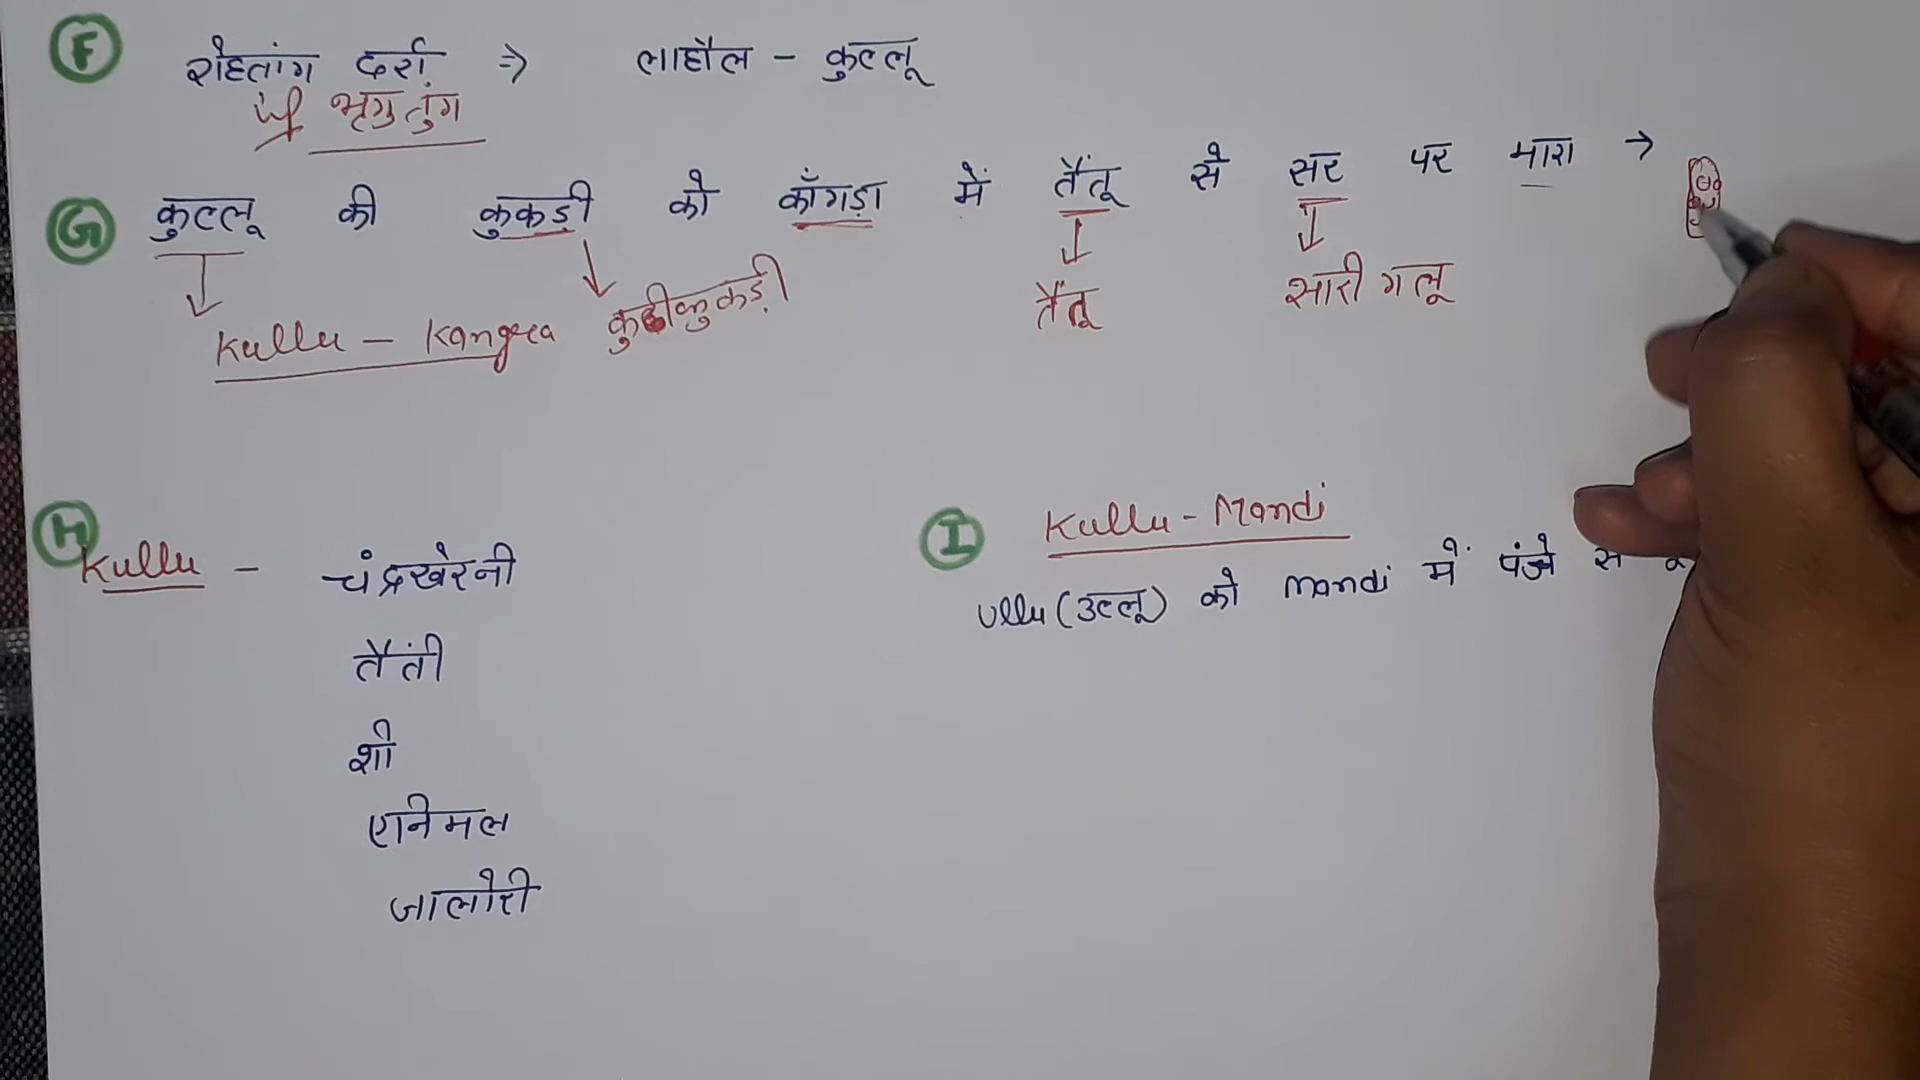 F रोहतांग दर्रा ⇒ लाहौल - कुल्लू
भृगुतुंग
G कुल्लू की कुकड़ी को काँगड़ा में तैंतू से सर पर मारा →
Kullu - Kangra तैंतू सारी गलू
H Kullu - चंद्रखेरनी
तैंती
शो
एनिमल
जालोरी
I Kullu - Mandi
Ullu (उल्लू) को Mandi में पंजे से